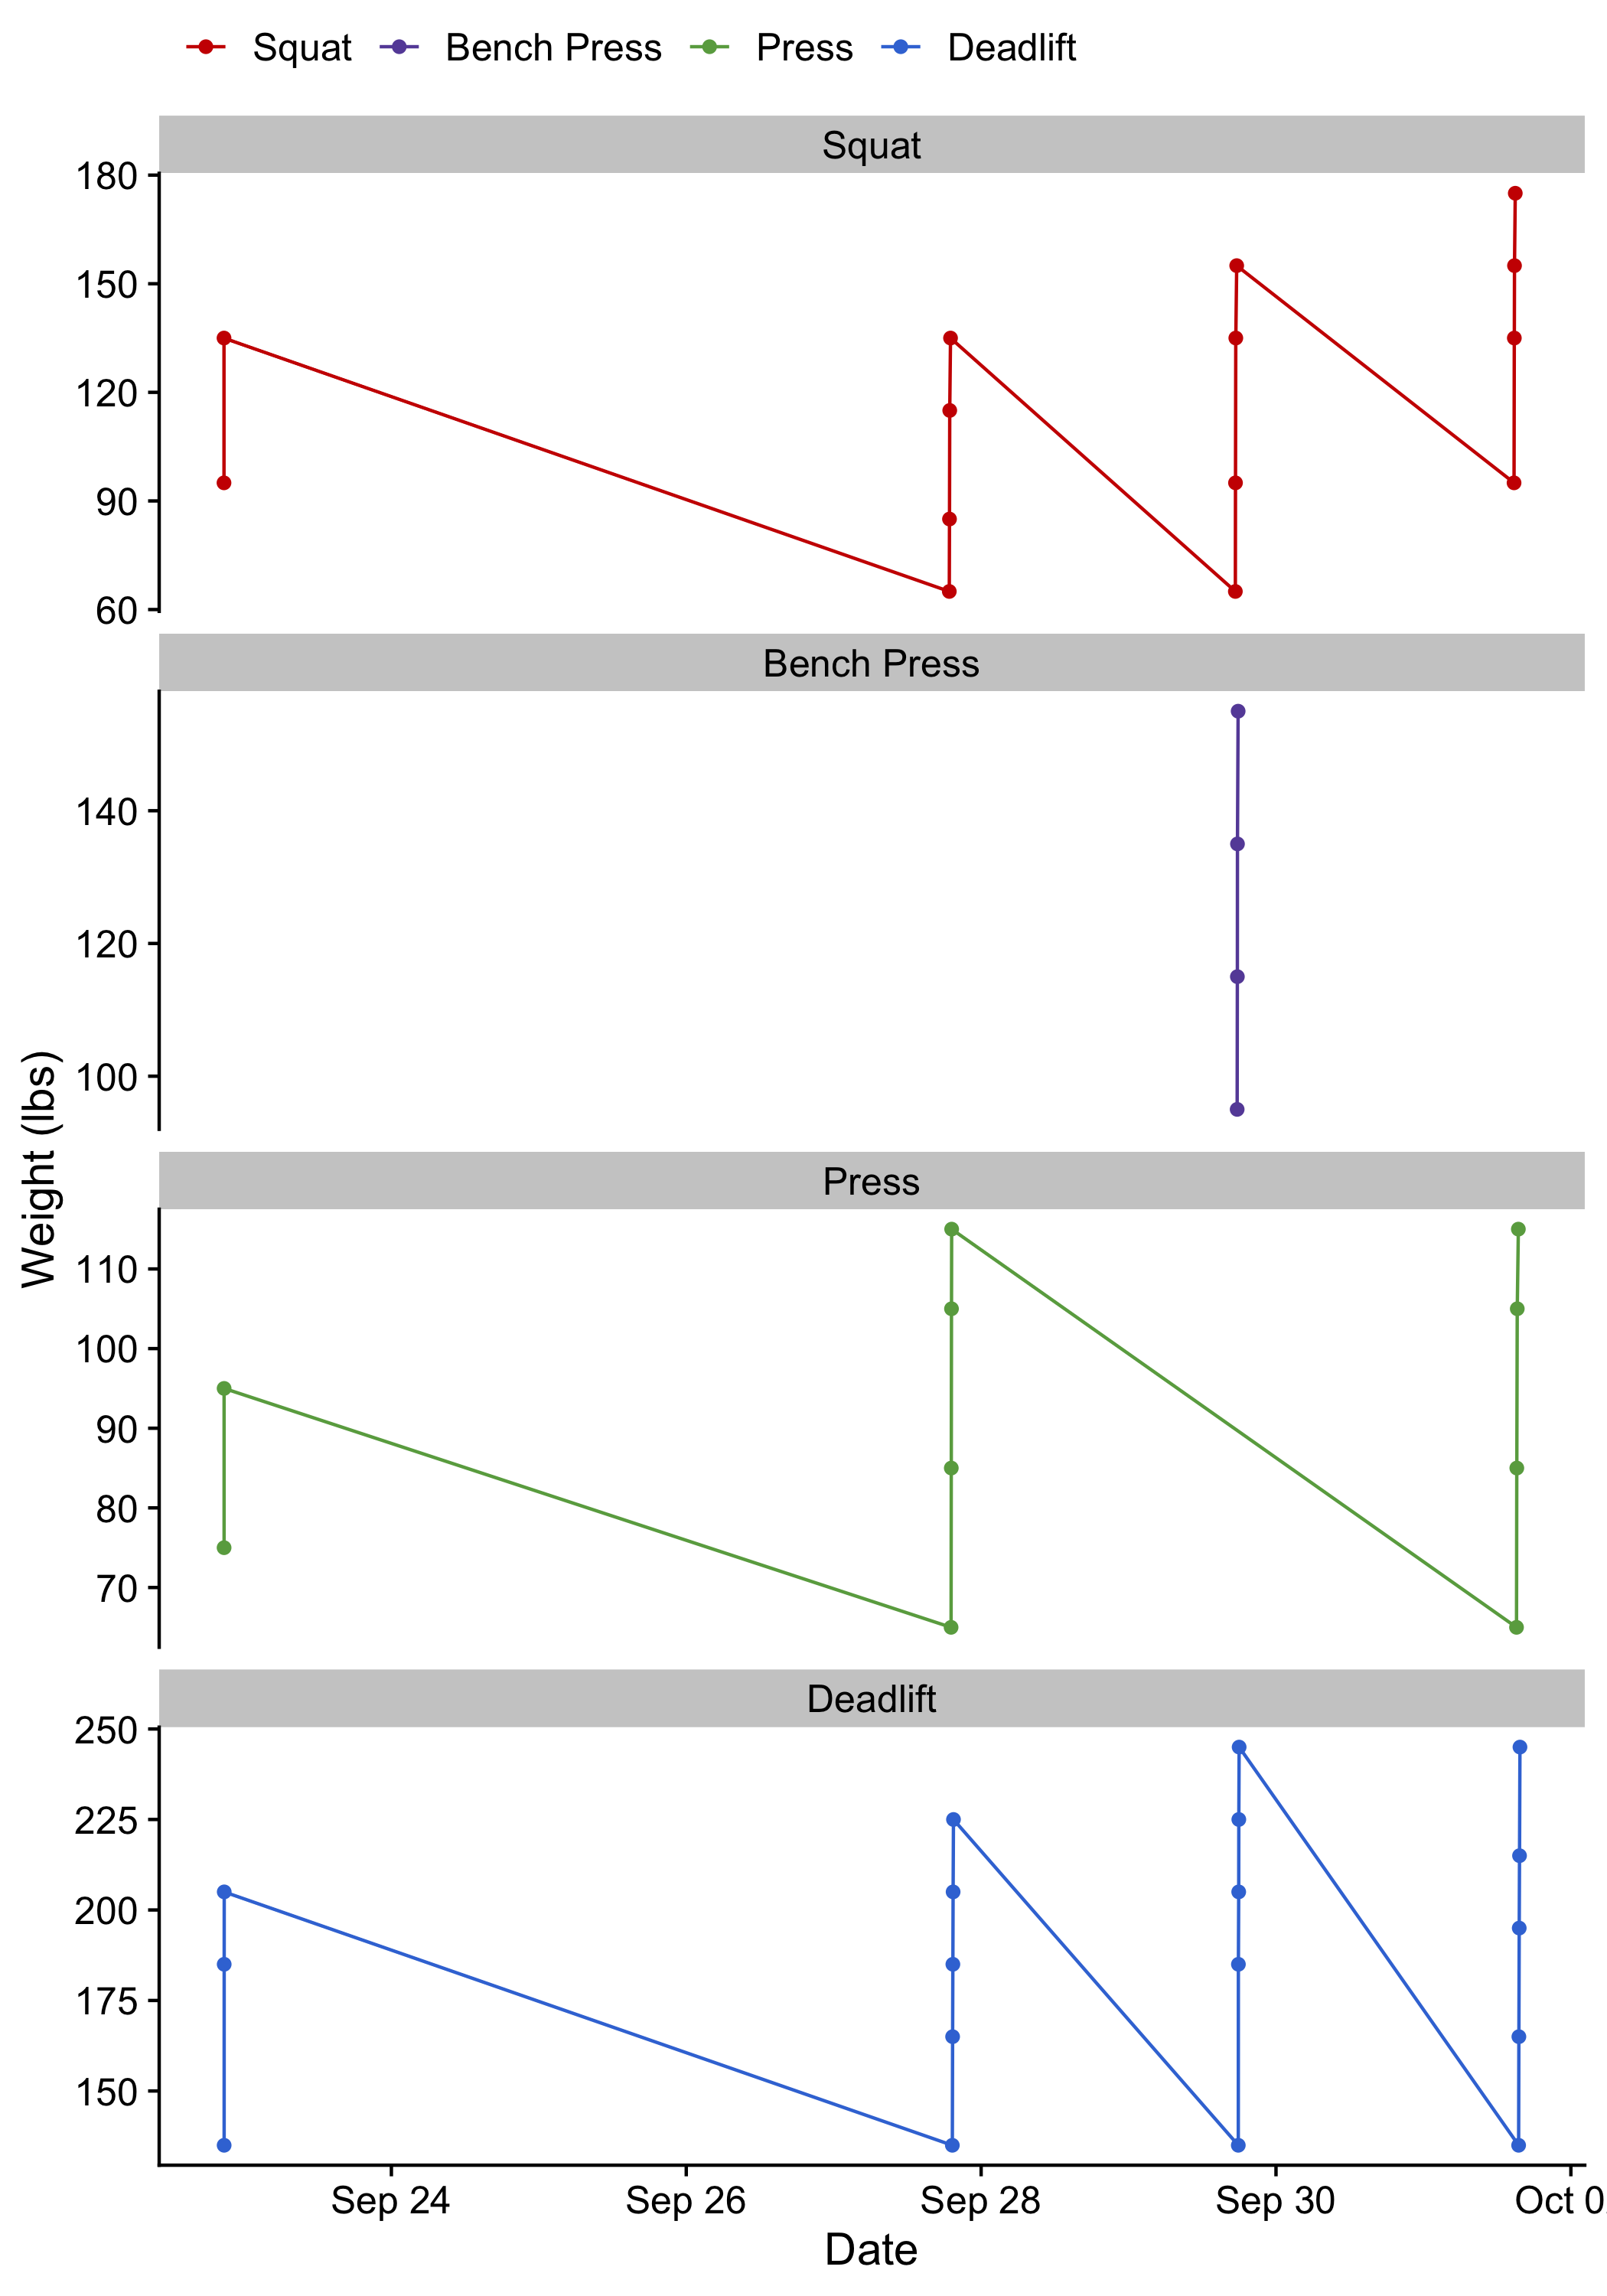 Squat Bench Press Press Deadlift
Squat
180
150
120
90
60
Bench Press
140
120
100
Weight (lbs)
Press
110
100
90
80
70
Deadlift
250
225
200
175
150
Sep 24 Sep 26 Sep 28 Sep 30 Oct 0
Date